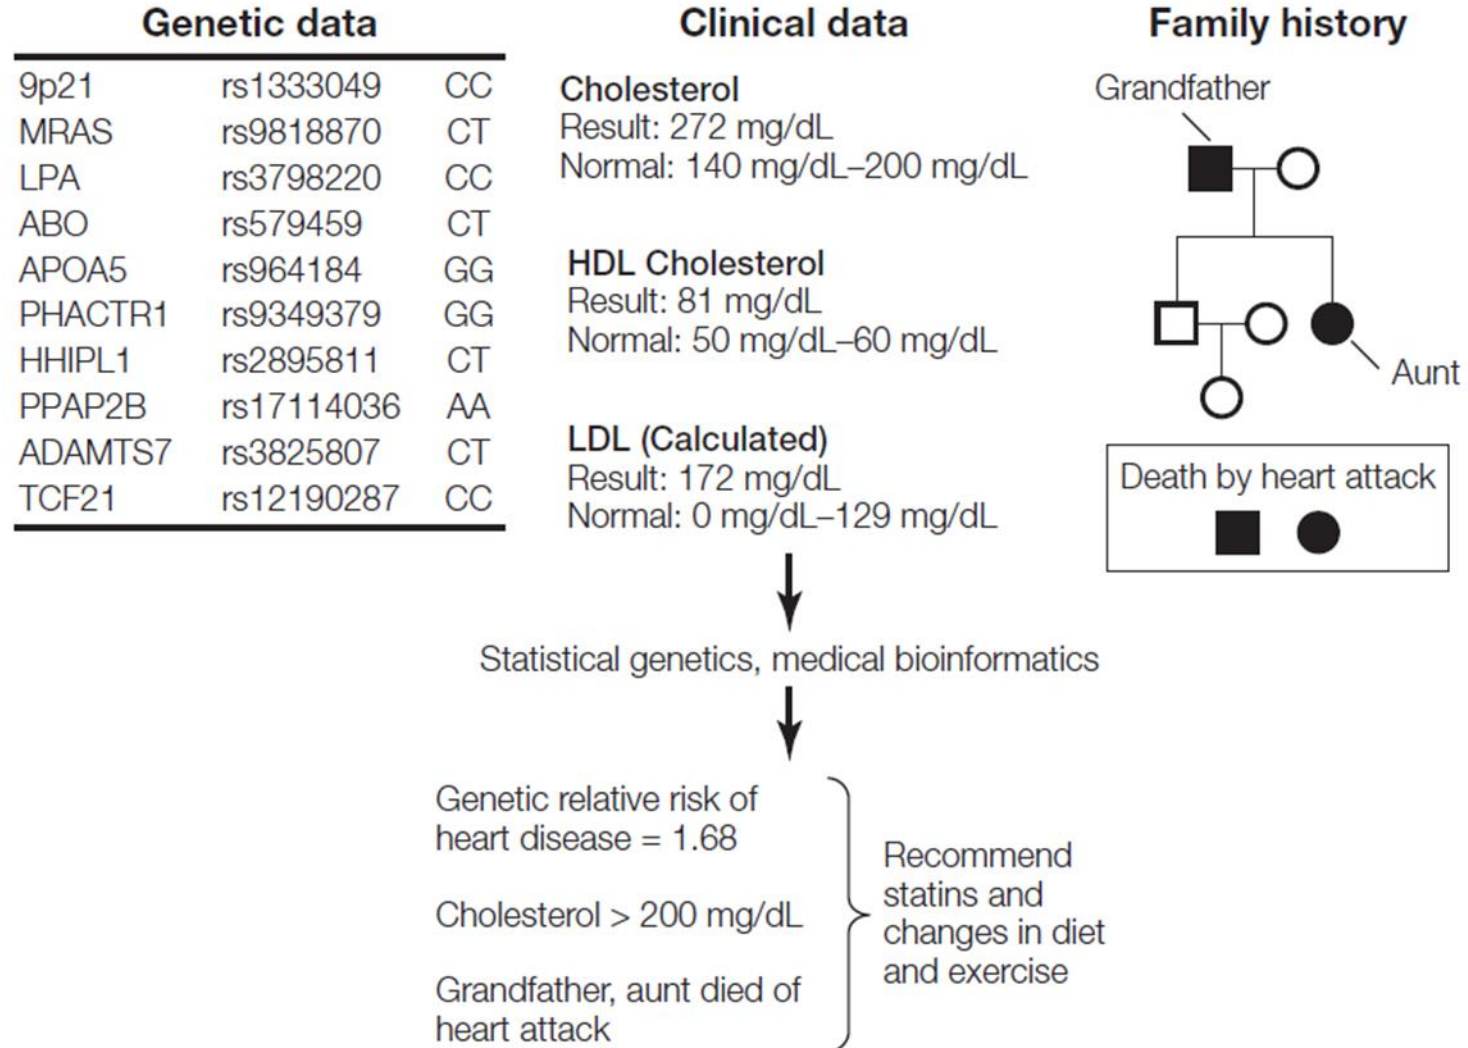 Genetic data
9p21 rs1333049 CC
MRAS rs9818870 CT
LPA rs3798220 CC
ABO rs579459 CT
APOA5 rs964184 GG
PHACTR1 rs9349379 GG
HHIPL1 rs2895811 CT
PPAP2B rs17114036 AA
ADAMTS7 rs3825807 CT
TCF21 rs12190287 CC
Clinical data
Cholesterol
Result: 272 mg/dL
Normal: 140 mg/dL–200 mg/dL
HDL Cholesterol
Result: 81 mg/dL
Normal: 50 mg/dL–60 mg/dL
LDL (Calculated)
Result: 172 mg/dL
Normal: 0 mg/dL–129 mg/dL
Family history
Grandfather
Aunt
Death by heart attack
Statistical genetics, medical bioinformatics
Genetic relative risk of
heart disease = 1.68
Cholesterol > 200 mg/dL
Grandfather, aunt died of
heart attack
Recommend
statins and
changes in diet
and exercise